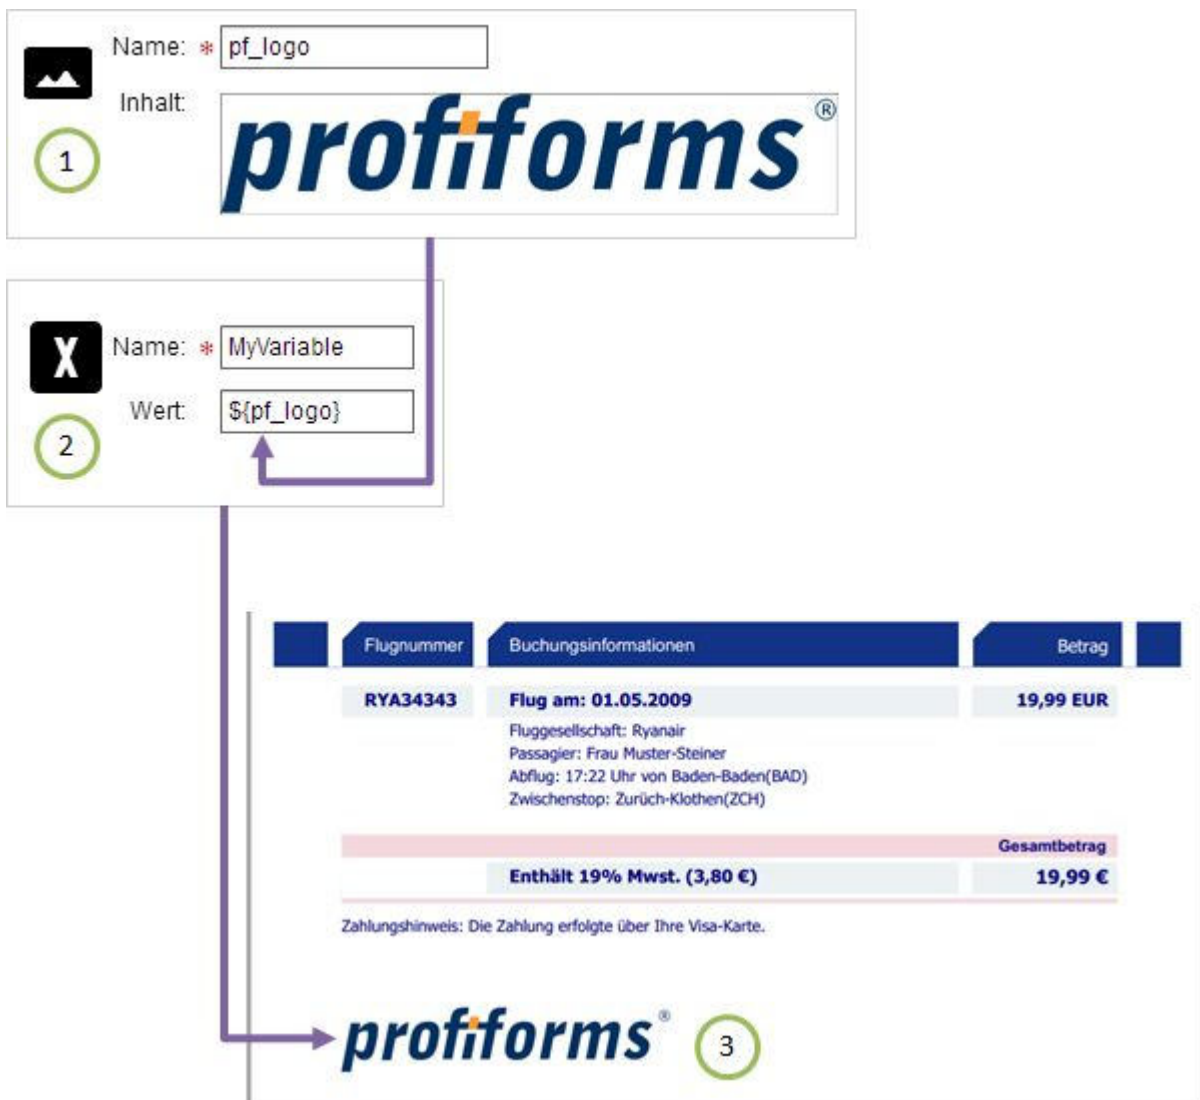 Name: * pf_logo
Inhalt: profiforms®
1
Name: * MyVariable
Wert: ${pf_logo}
2
Flugnummer Buchungsinformationen Betrag
RYA34343 Flug am: 01.05.2009 19,99 EUR
Fluggesellschaft: Ryanair
Passagier: Frau Muster-Steiner
Abflug: 17:22 Uhr von Baden-Baden(BAD)
Zwischenstop: Zurüch-Klothen(ZCH)
Gesamtbetrag
Enthält 19% Mwst. (3,80 €) 19,99 €
Zahlungshinweis: Die Zahlung erfolgte über Ihre Visa-Karte.
profiforms® 3